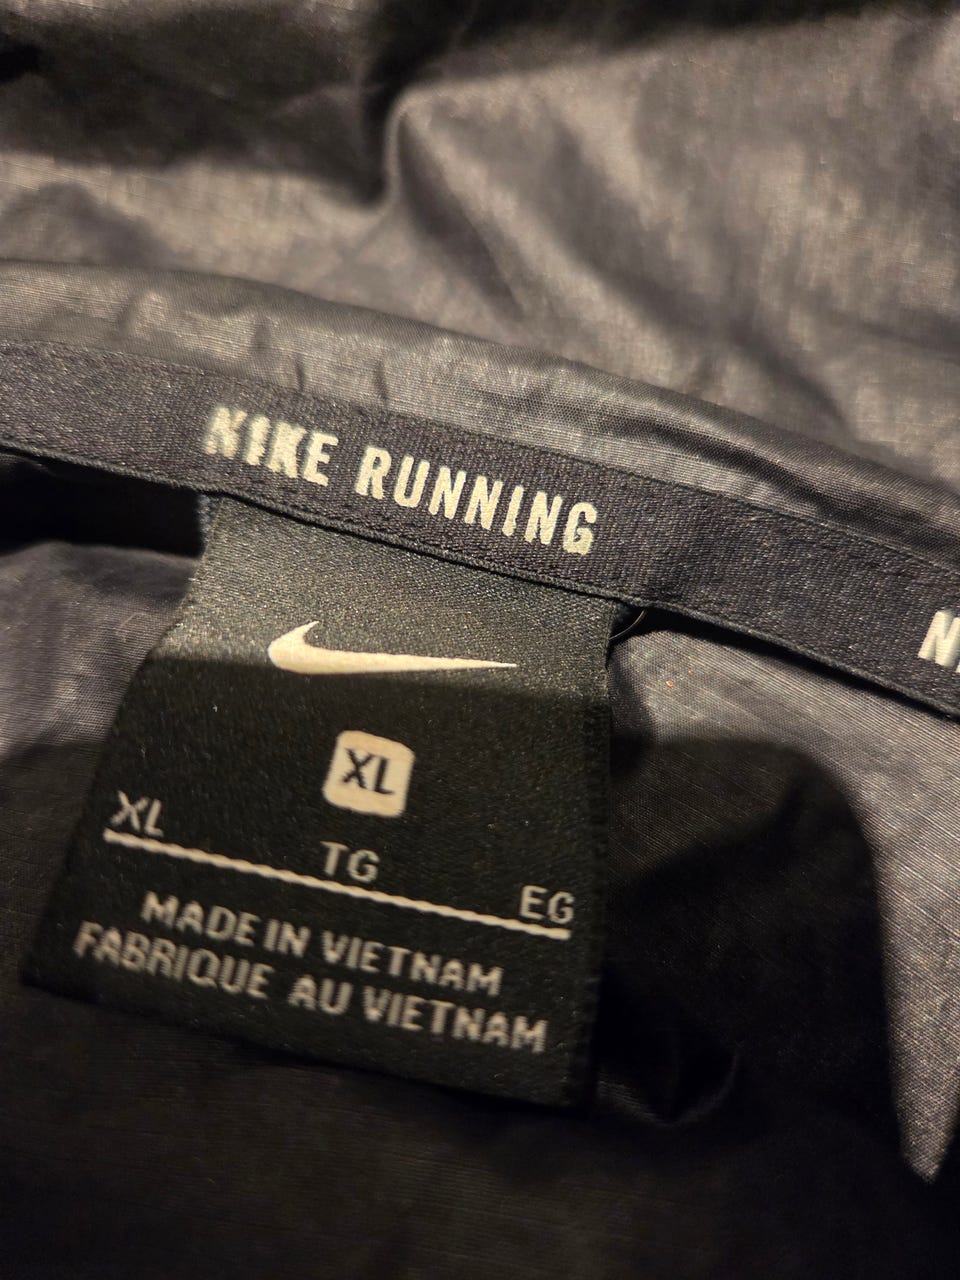 NIKE RUNNING
XL
XL
TG
EG
MADE IN VIETNAM
FABRIQUE AU VIETNAM